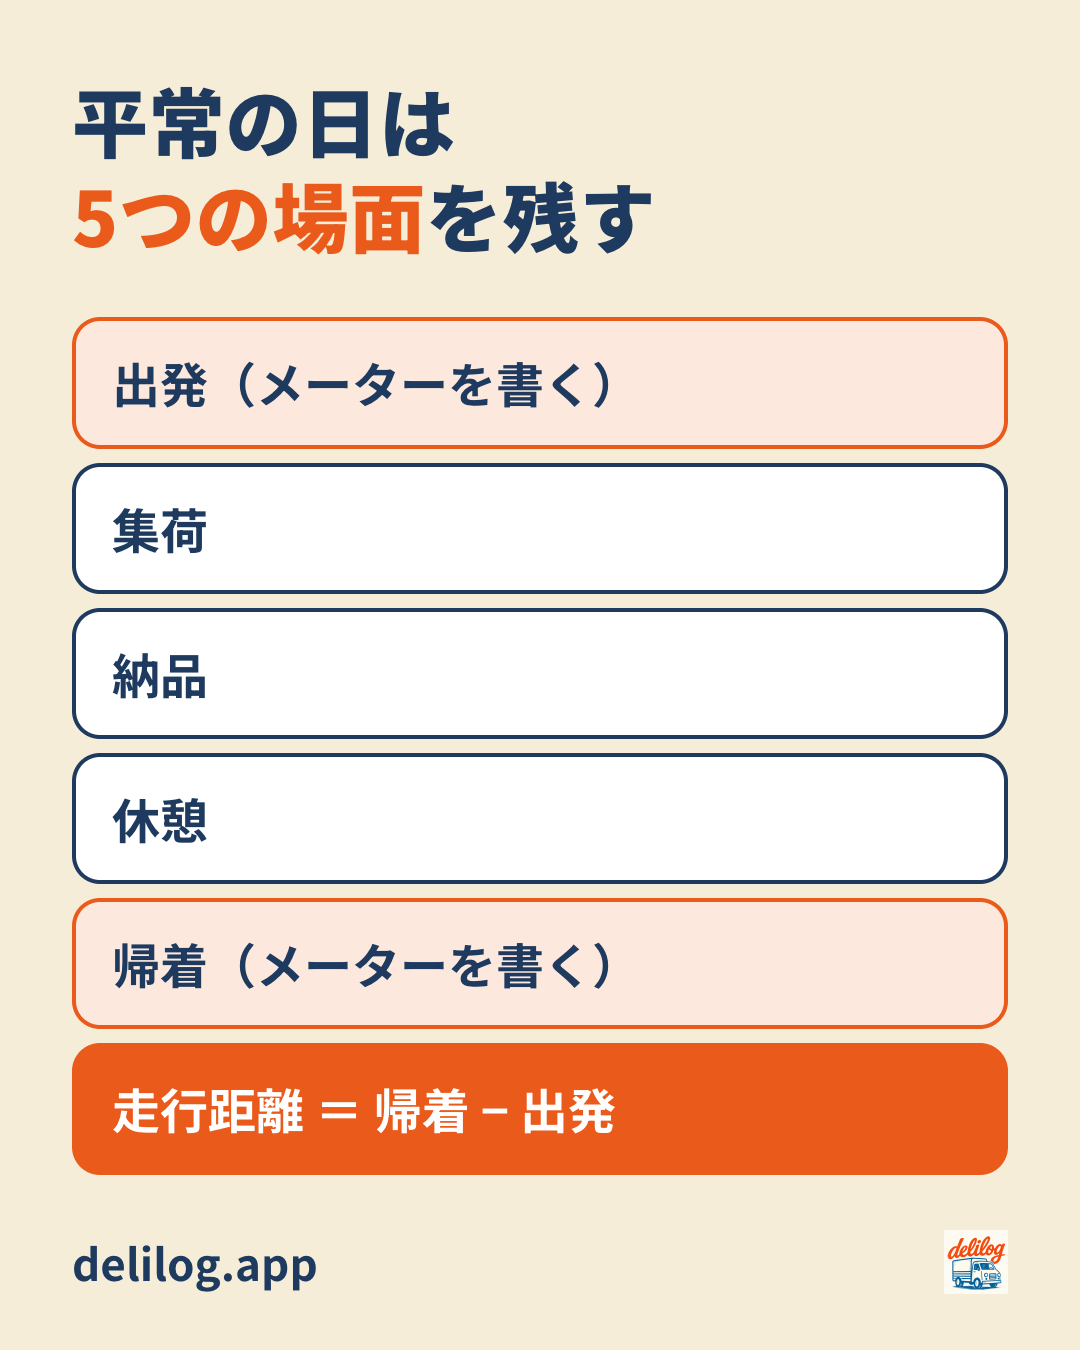 平常の日は
5つの場面を残す
出発（メーターを書く）
集荷
納品
休憩
帰着（メーターを書く）
走行距離 ＝ 帰着 − 出発
delilog.app
delilog